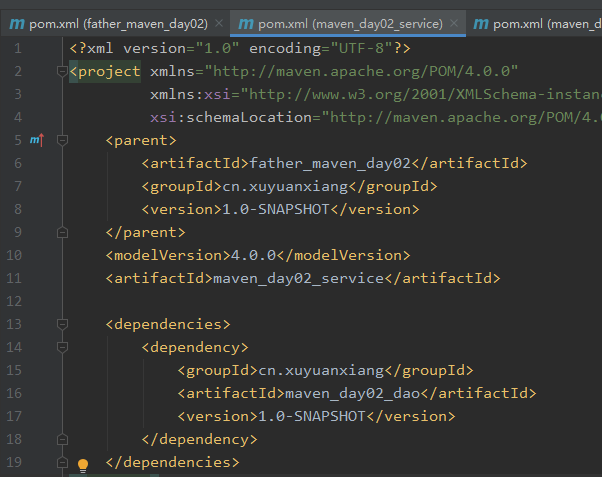 pom.xml (father_maven_day02) × pom.xml (maven_day02_service) × pom.xml (maven_d
1 <?xml version="1.0" encoding="UTF-8"?>
2 <project xmlns="http://maven.apache.org/POM/4.0.0"
3 xmlns:xsi="http://www.w3.org/2001/XMLSchema-instan
4 xsi:schemaLocation="http://maven.apache.org/POM/4.0
5 <parent>
6 <artifactId>father_maven_day02</artifactId>
7 <groupId>cn.xuyuanxiang</groupId>
8 <version>1.0-SNAPSHOT</version>
9 </parent>
10 <modelVersion>4.0.0</modelVersion>
11 <artifactId>maven_day02_service</artifactId>
12
13 <dependencies>
14 <dependency>
15 <groupId>cn.xuyuanxiang</groupId>
16 <artifactId>maven_day02_dao</artifactId>
17 <version>1.0-SNAPSHOT</version>
18 </dependency>
19 </dependencies>